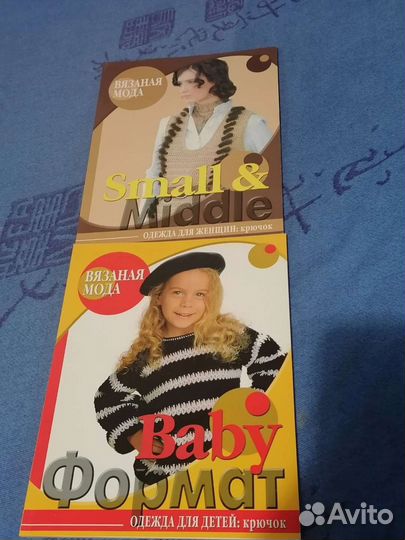 ВЯЗАНАЯ
МОДА
Small &
Middle
ОДЕЖДА ДЛЯ ЖЕНЩИН: крючок
ВЯЗАНАЯ
МОДА
Baby
Формат
ОДЕЖДА ДЛЯ ДЕТЕЙ: крючок
Avito